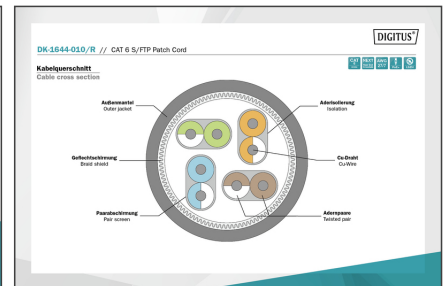 DIGITUS®
DK-1644-010/R // CAT 6 S/FTP Patch Cord
Kabelquerschnitt
Cable cross section
Außenmantel
Outer jacket
Aderisolierung
Isolation
Geflechtschirmung
Braid shield
Cu-Draht
Cu-Wire
Paarabschirmung
Pair screen
Adernpaare
Twisted pair